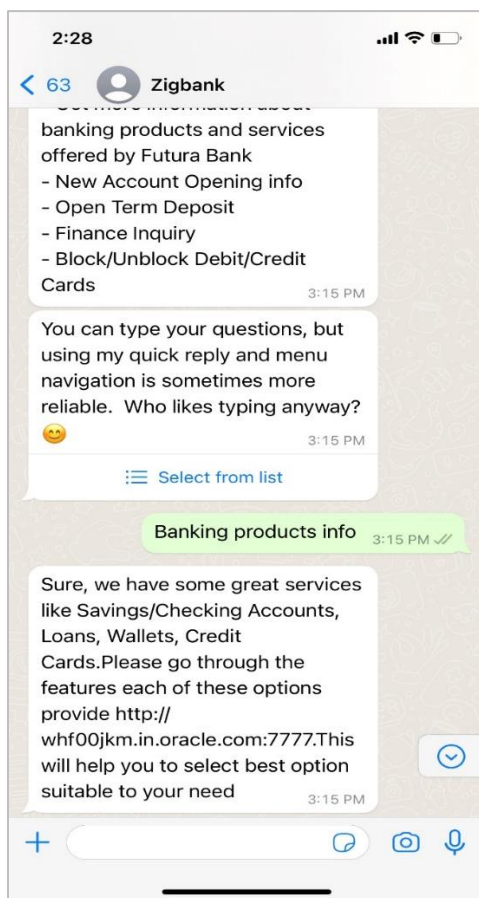 2:28
63
Zigbank
- Get more information about
banking products and services
offered by Futura Bank
- New Account Opening info
- Open Term Deposit
- Finance Inquiry
- Block/Unblock Debit/Credit
Cards
3:15 PM
You can type your questions, but
using my quick reply and menu
navigation is sometimes more
reliable.  Who likes typing anyway?
😊
3:15 PM
Select from list
Banking products info
3:15 PM
Sure, we have some great services
like Savings/Checking Accounts,
Loans, Wallets, Credit
Cards.Please go through the
features each of these options
provide http://
whf00jkm.in.oracle.com:7777.This
will help you to select best option
suitable to your need
3:15 PM